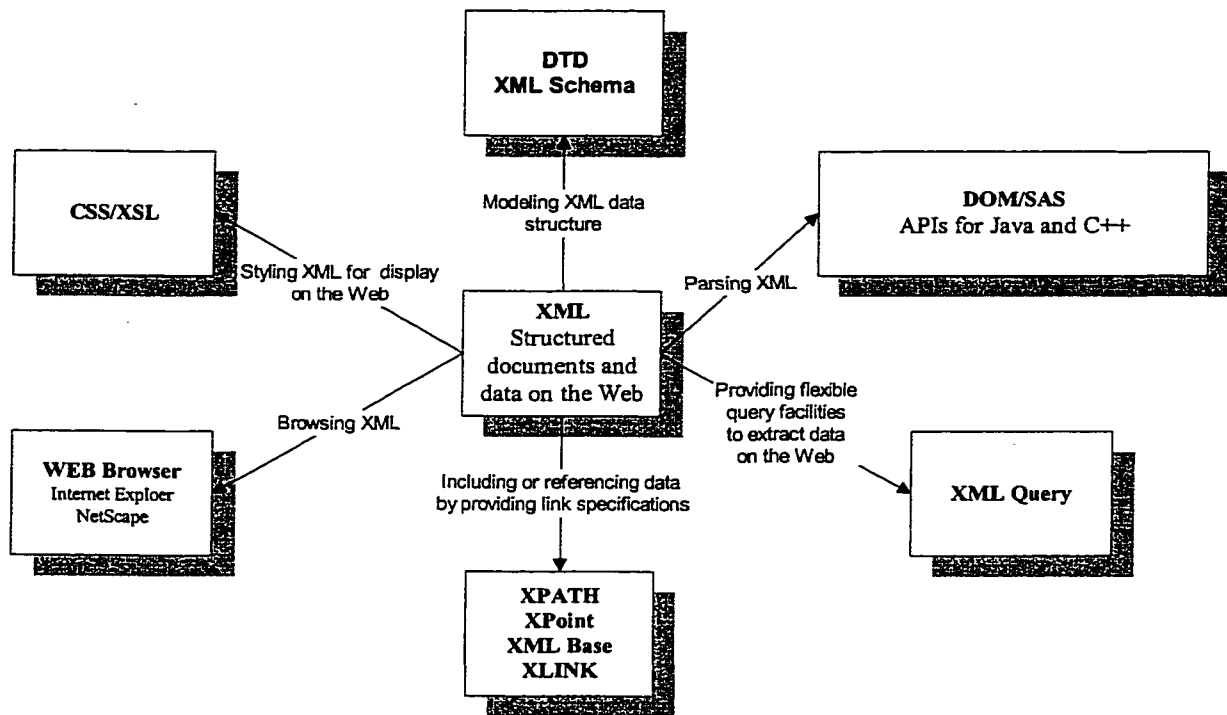 DTD
XML Schema
CSS/XSL
Modeling XML data
structure
DOM/SAS
APIs for Java and C++
Styling XML for display
on the Web
Parsing XML
XML
Structured
documents and
data on the Web
Browsing XML
Providing flexible
query facilities
to extract data
on the Web
WEB Browser
Internet Exploer
NetScape
Including or referencing data
by providing link specifications
XML Query
XPATH
XPoint
XML Base
XLINK